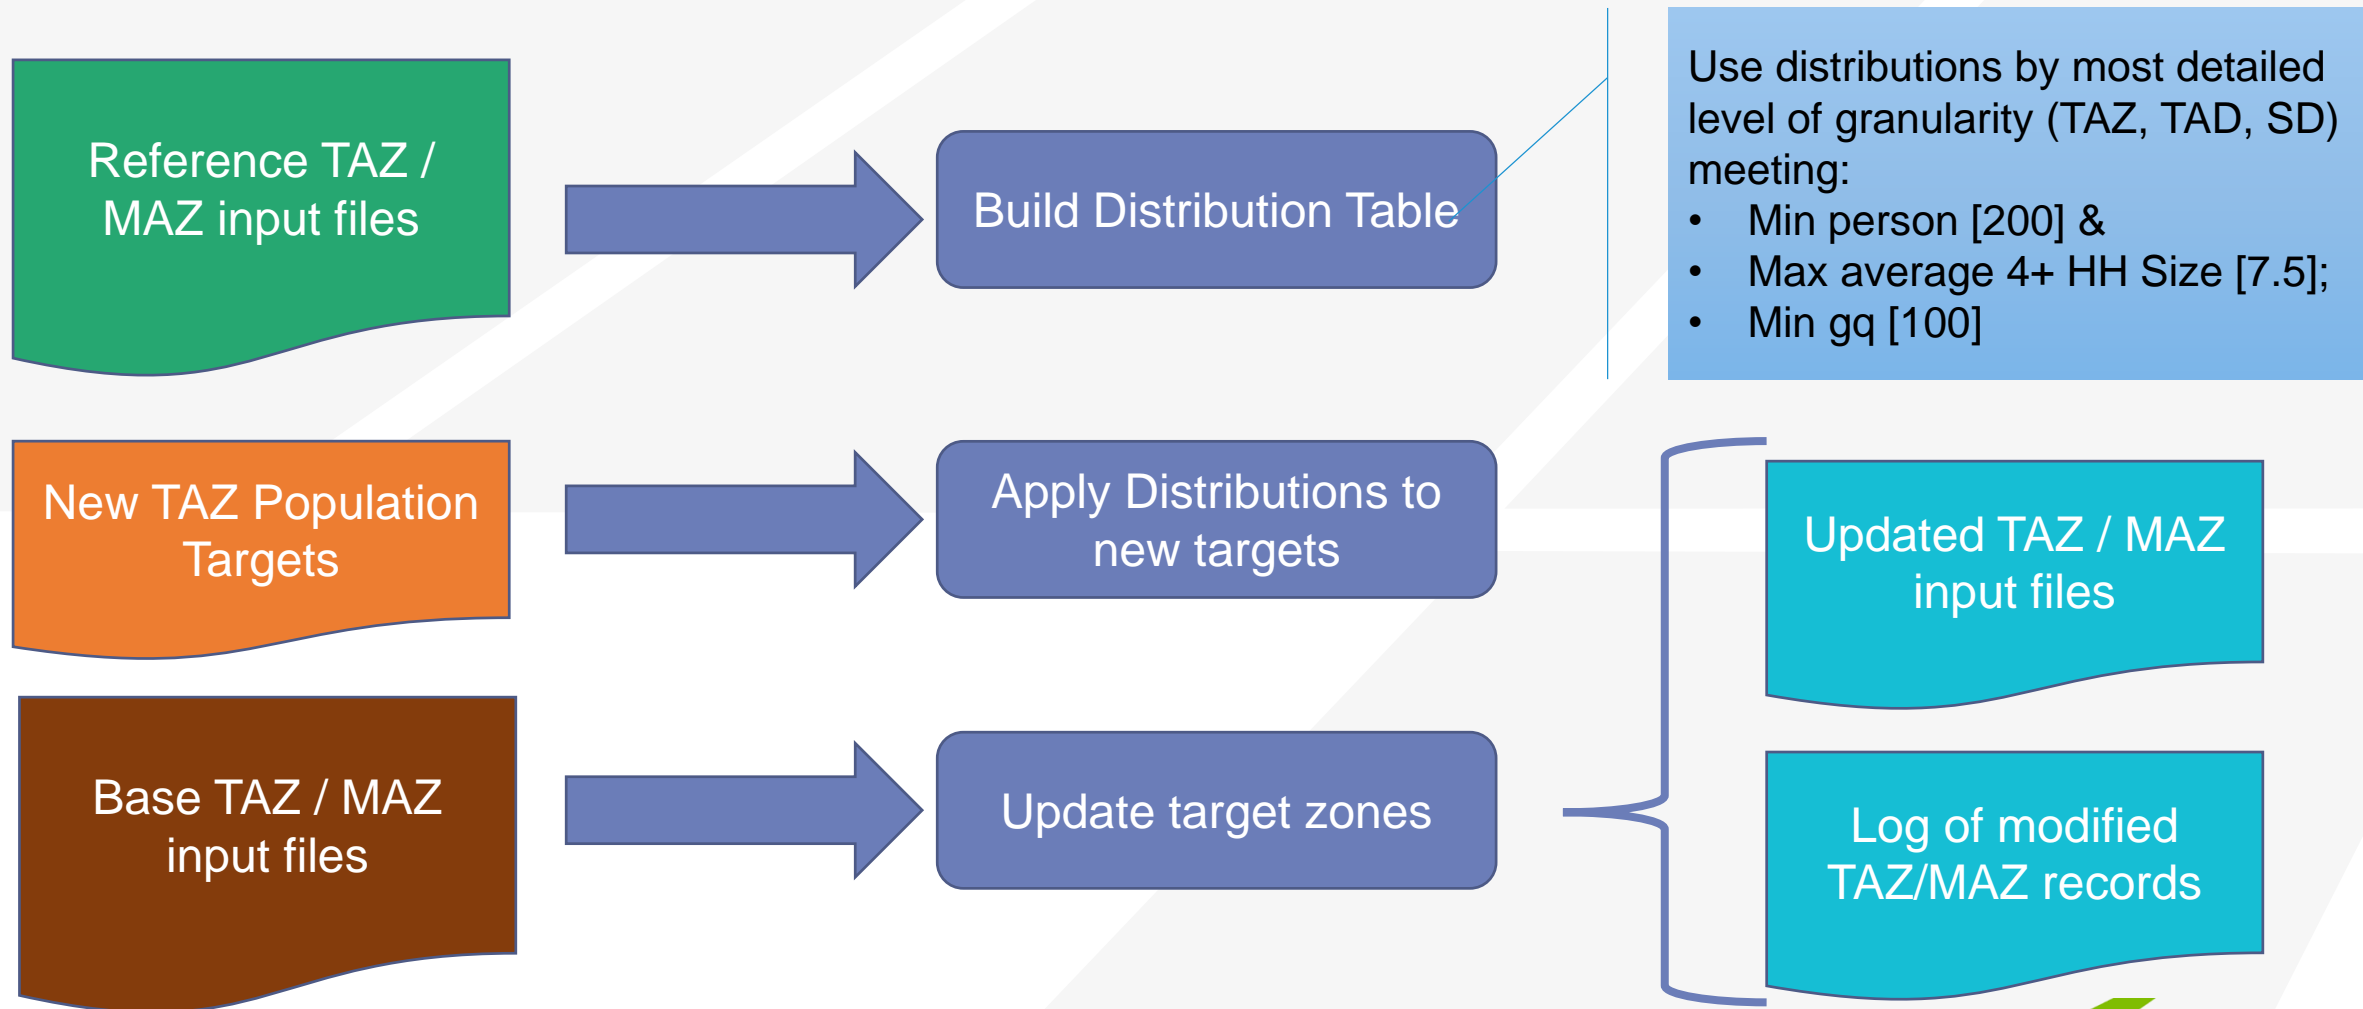 Reference TAZ /
MAZ input files
Build Distribution Table
Use distributions by most detailed
level of granularity (TAZ, TAD, SD)
meeting:
• Min person [200] &
• Max average 4+ HH Size [7.5];
• Min gq [100]
New TAZ Population
Targets
Apply Distributions to
new targets
Updated TAZ / MAZ
input files
Base TAZ / MAZ
input files
Update target zones
Log of modified
TAZ/MAZ records